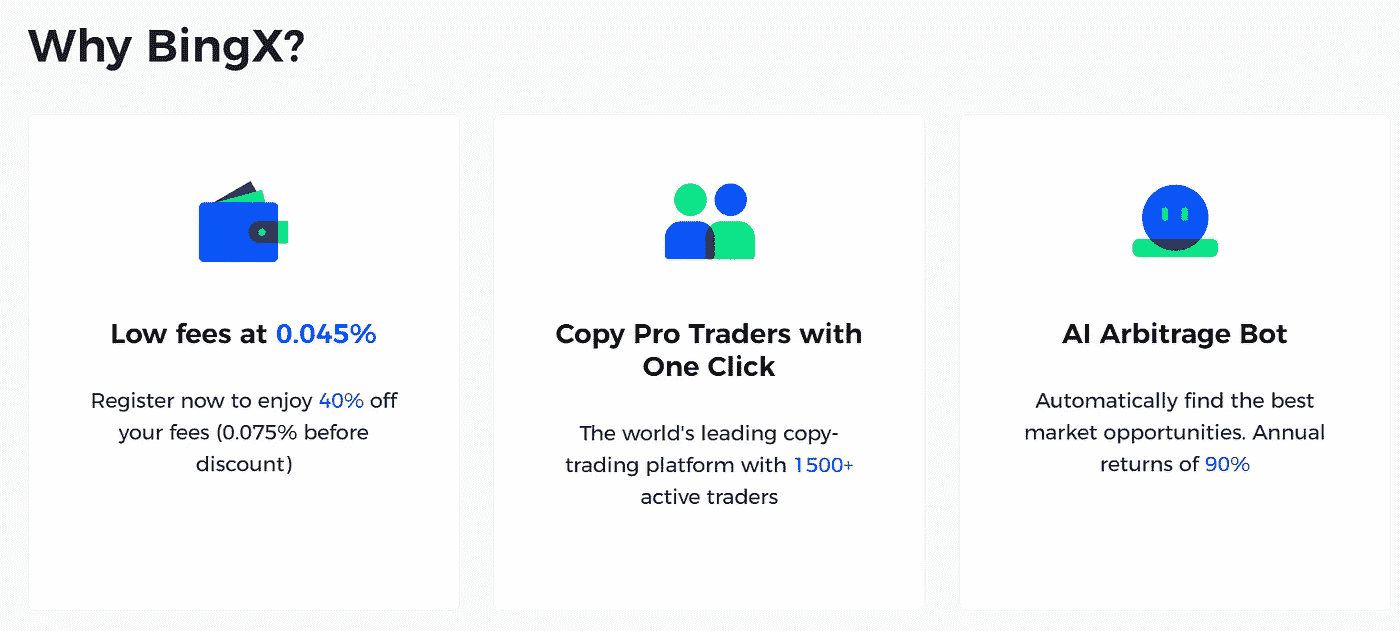 Why BingX?
Low fees at 0.045%
Register now to enjoy 40% off
your fees (0.075% before
discount)
Copy Pro Traders with
One Click
The world's leading copy-
trading platform with 1500+
active traders
AI Arbitrage Bot
Automatically find the best
market opportunities. Annual
returns of 90%